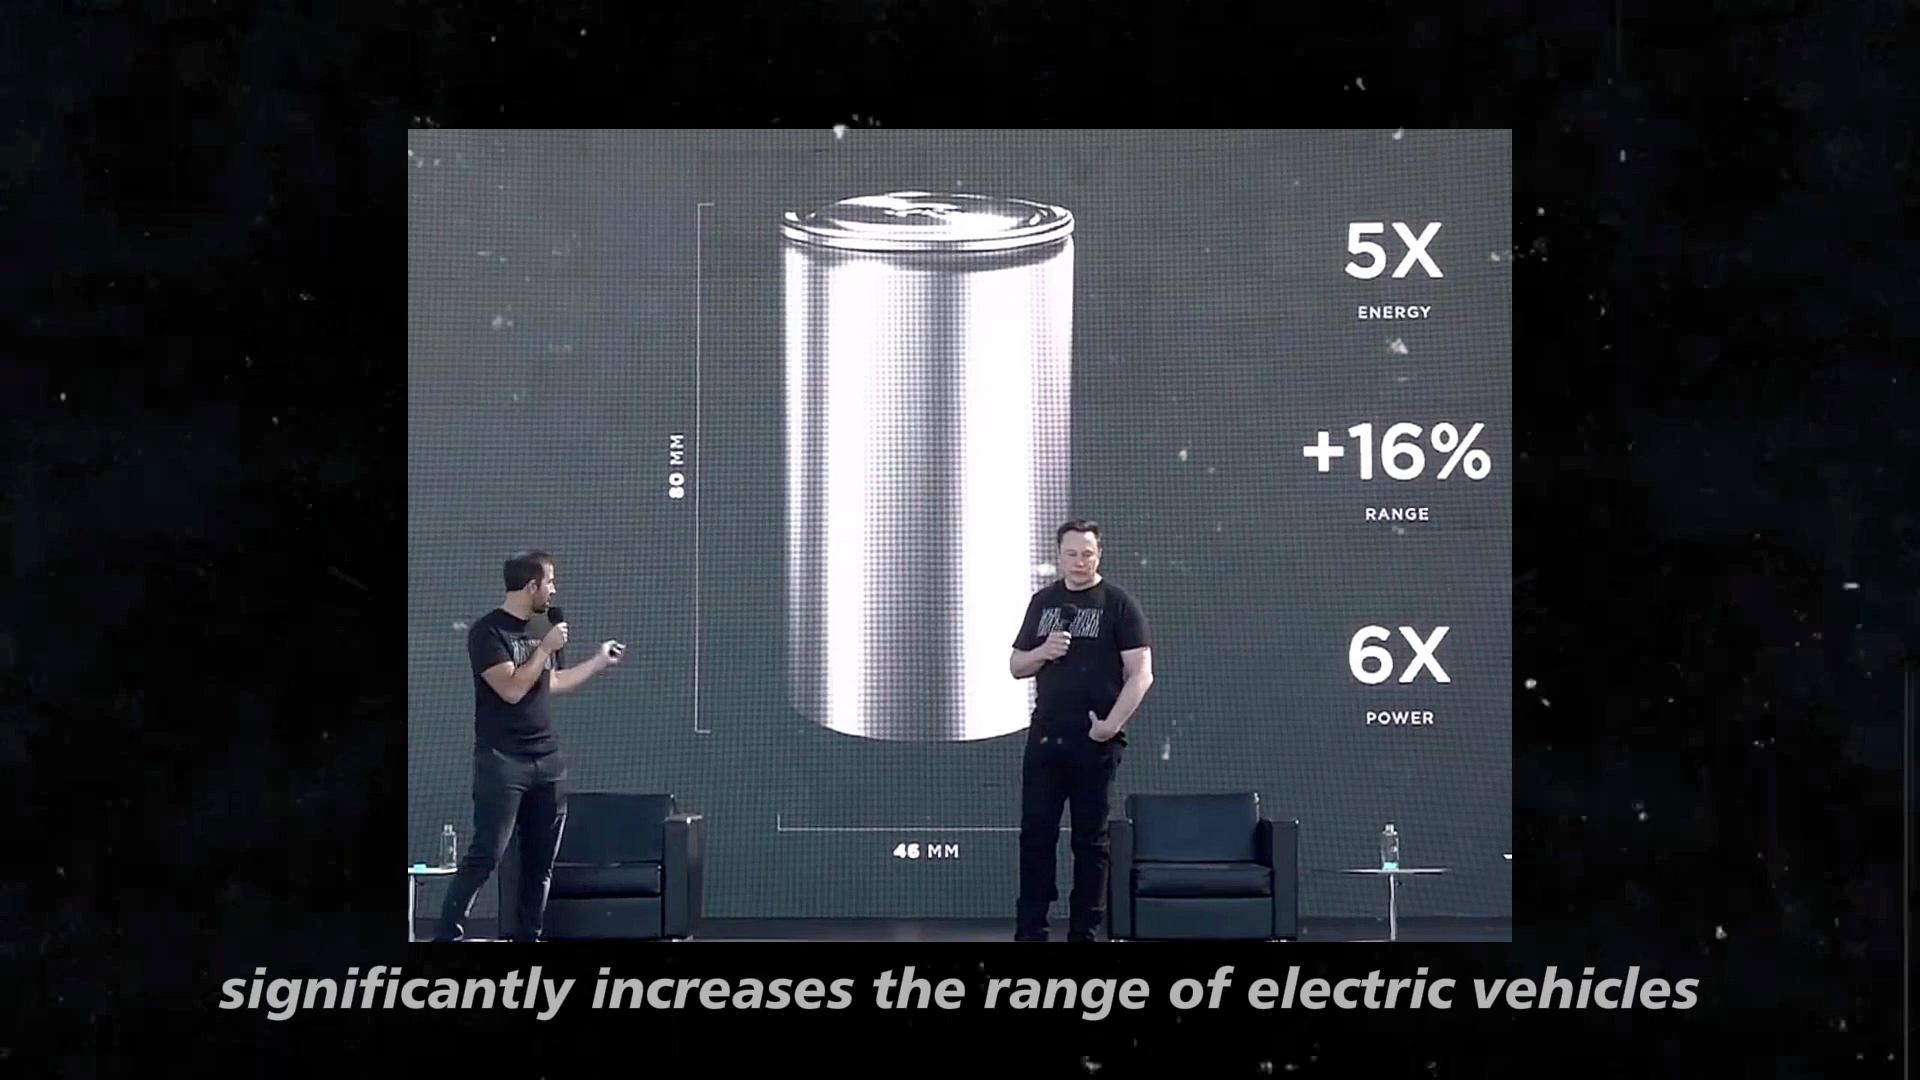 5X
ENERGY
+16%
RANGE
80 MM
6X
POWER
46 MM
significantly increases the range of electric vehicles